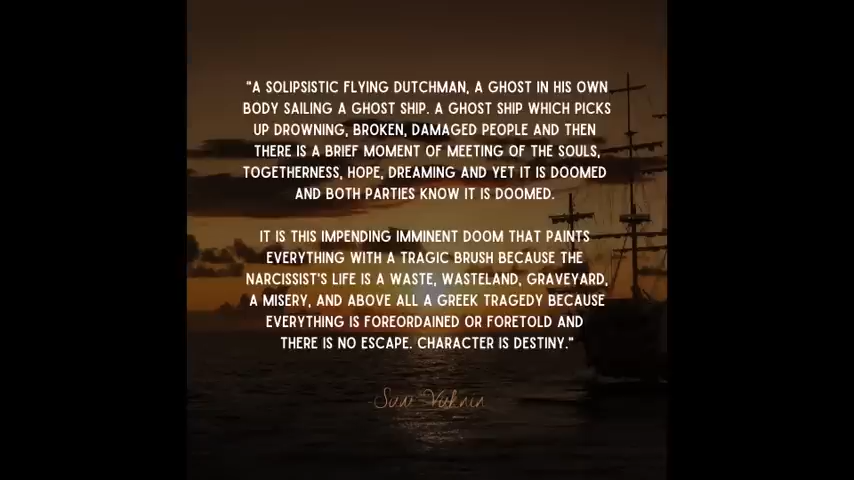 "A SOLIPSISTIC FLYING DUTCHMAN, A GHOST IN HIS OWN
BODY SAILING A GHOST SHIP. A GHOST SHIP WHICH PICKS
UP DROWNING, BROKEN, DAMAGED PEOPLE AND THEN
THERE IS A BRIEF MOMENT OF MEETING OF THE SOULS,
TOGETHERNESS, HOPE, DREAMING AND YET IT IS DOOMED
AND BOTH PARTIES KNOW IT IS DOOMED.
IT IS THIS IMPENDING IMMINENT DOOM THAT PAINTS
EVERYTHING WITH A TRAGIC BRUSH BECAUSE THE
NARCISSIST'S LIFE IS A WASTE, WASTELAND, GRAVEYARD,
A MISERY, AND ABOVE ALL A GREEK TRAGEDY BECAUSE
EVERYTHING IS FOREORDAINED OR FORETOLD AND
THERE IS NO ESCAPE. CHARACTER IS DESTINY."
Sam Vaknin